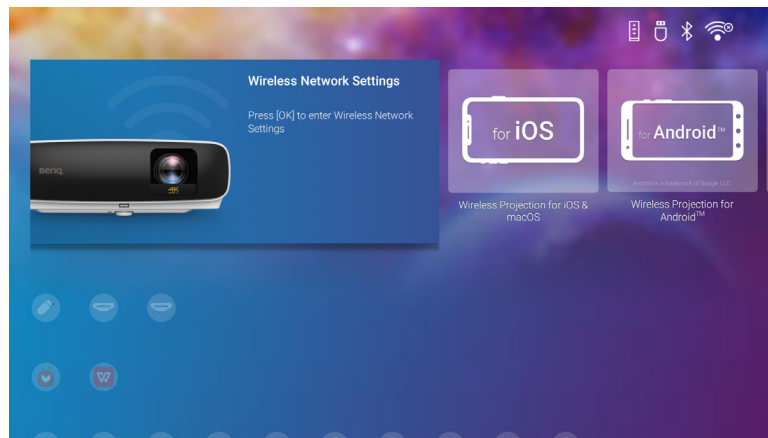 Wireless Network Settings
Press [OK] to enter Wireless Network
Settings
BenQ
4K
for iOS
for Android™
Android is a trademark of Google LLC.
Wireless Projection for iOS &
macOS
Wireless Projection for
Android™